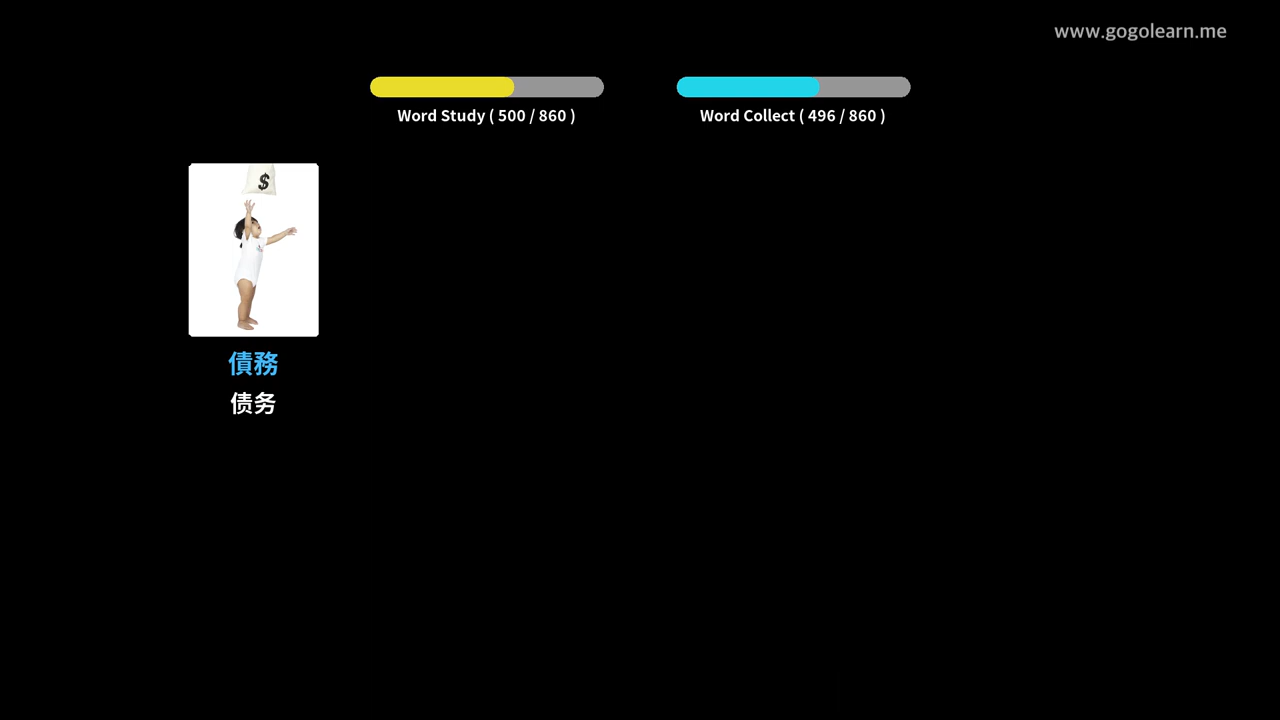 www.gogolearn.me
Word Study ( 500 / 860 )
Word Collect ( 496 / 860 )
$
債務
债务